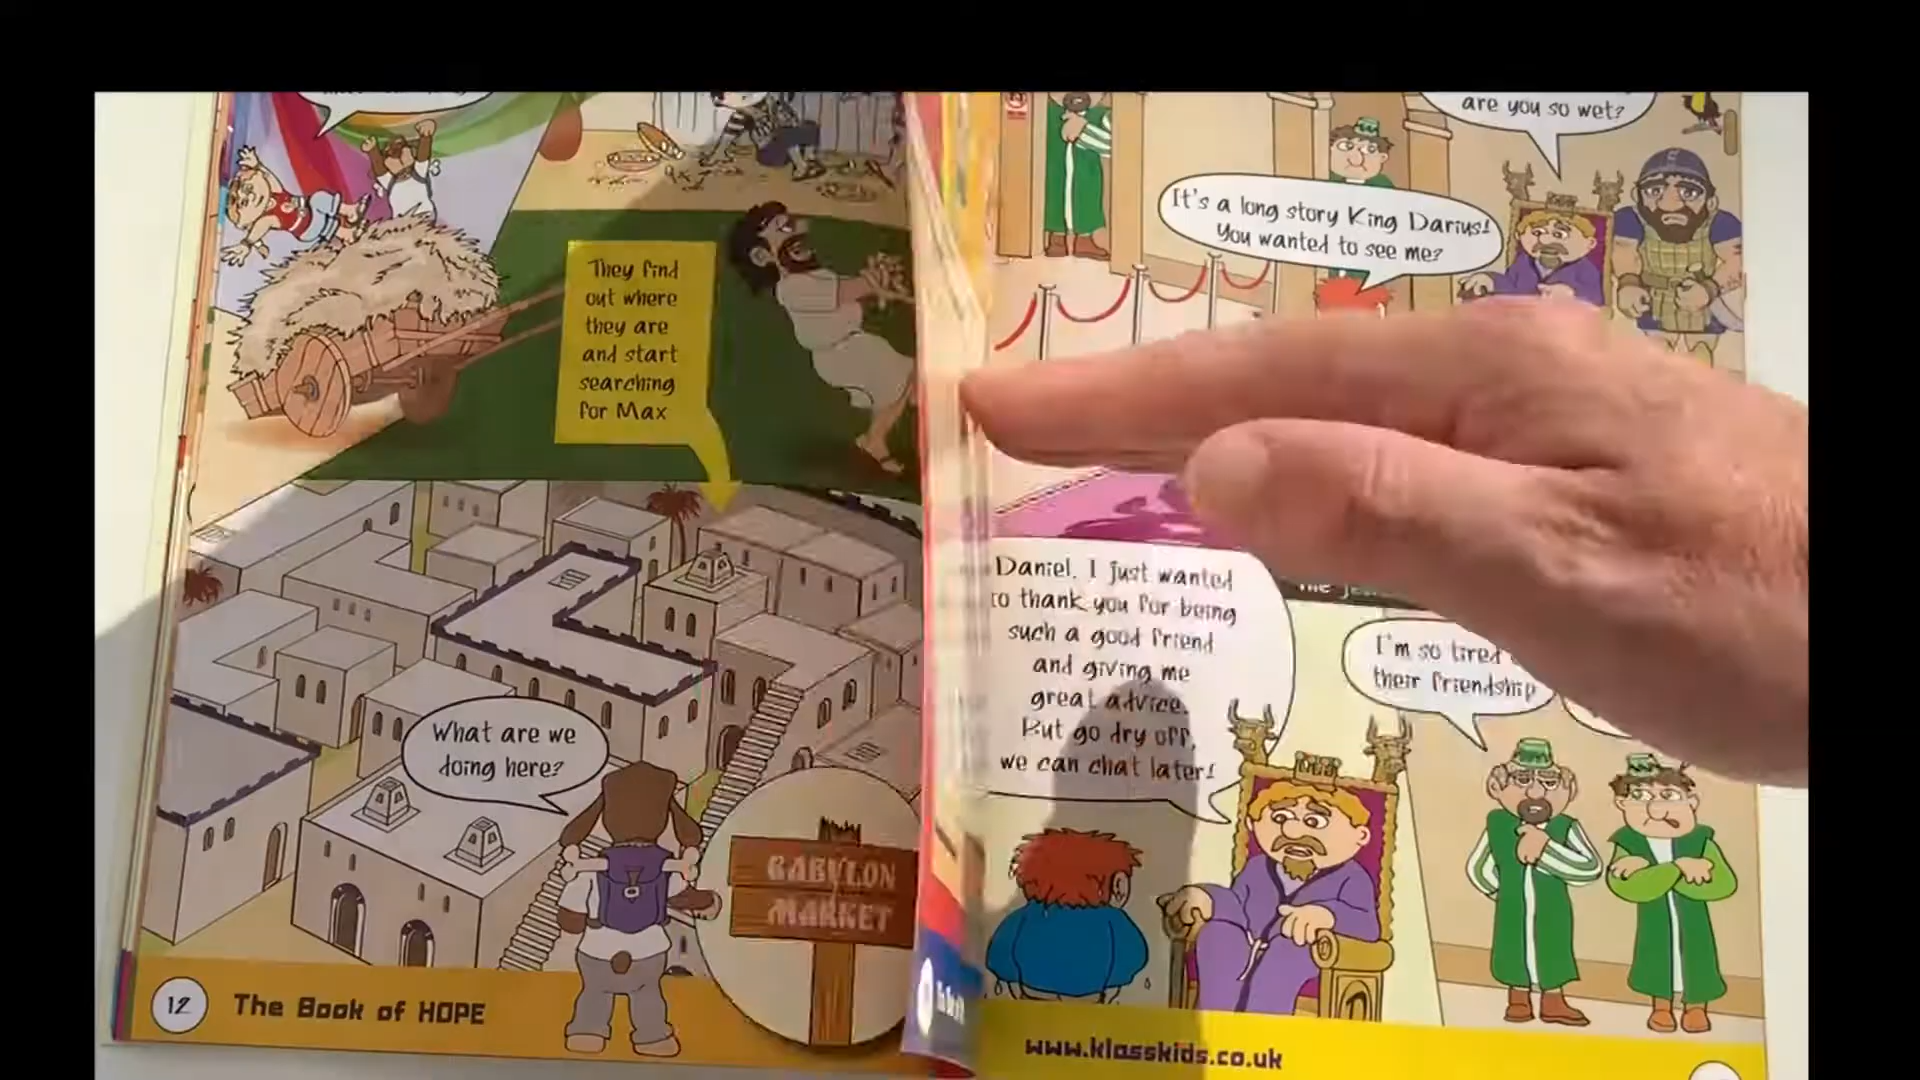 They find
out where
they are
and start
searching
for Max
What are we
doing here?
BABYLON
MARKET
12
The Book of HOPE
are you so wet?
It's a long story King Darius!
You wanted to see me?
Daniel, I just wanted
to thank you for being
such a good friend
and giving me
great advice.
But go dry off,
we can chat later!
I'm so tired
their friendship
www.klasskids.co.uk